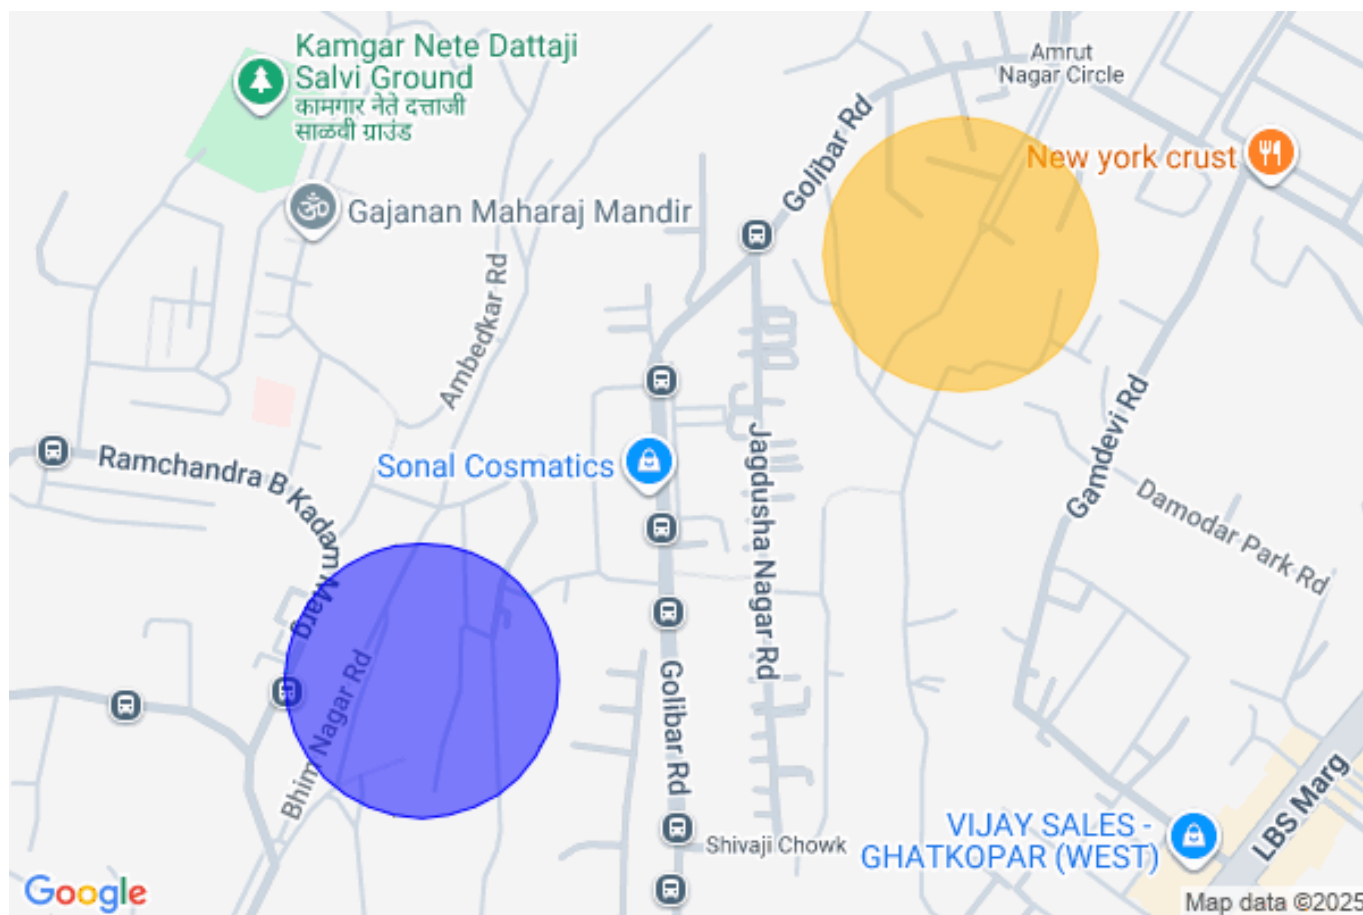 Kamgar Nete Dattaji
Salvi Ground
कामगार नेते दत्ताजी
साळवी ग्राउंड
Amrut
Nagar Circle
Golibar Rd
New york crust
Gajanan Maharaj Mandir
Ambedkar Rd
Ramchandra B Kadam Marg
Sonal Cosmatics
Jagdusha Nagar Rd
Gamdevi Rd
Damodar Park Rd
Bhim Nagar Rd
Golibar Rd
Shivaji Chowk
VIJAY SALES -
GHATKOPAR (WEST)
LBS Marg
Google
Map data ©2025